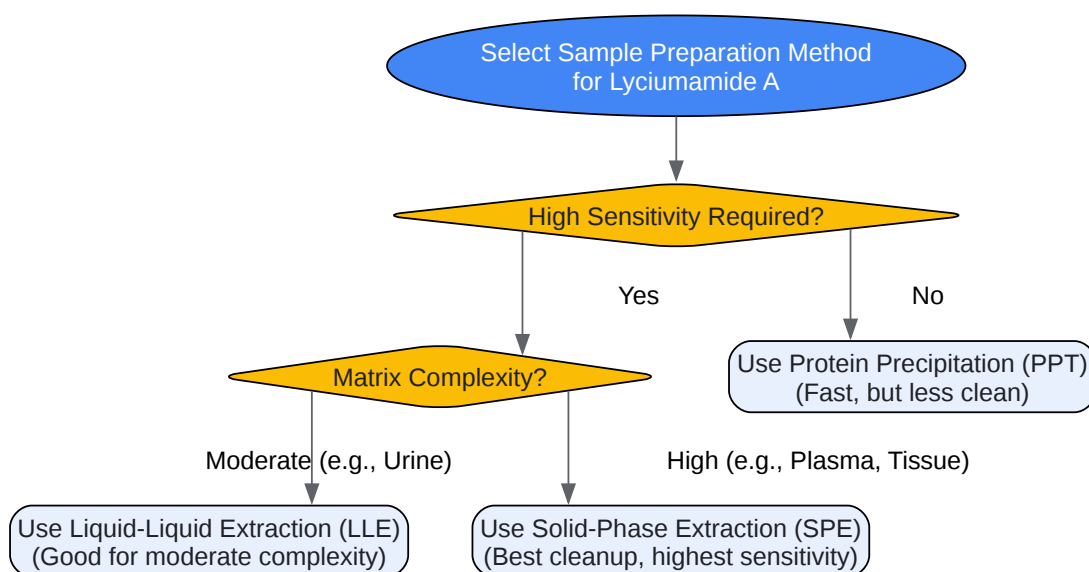 Select Sample Preparation Method
for Lyciumamide A
High Sensitivity Required?
Yes
No
Use Protein Precipitation (PPT)
(Fast, but less clean)
Matrix Complexity?
Moderate (e.g., Urine)
High (e.g., Plasma, Tissue)
Use Liquid-Liquid Extraction (LLE)
(Good for moderate complexity)
Use Solid-Phase Extraction (SPE)
(Best cleanup, highest sensitivity)